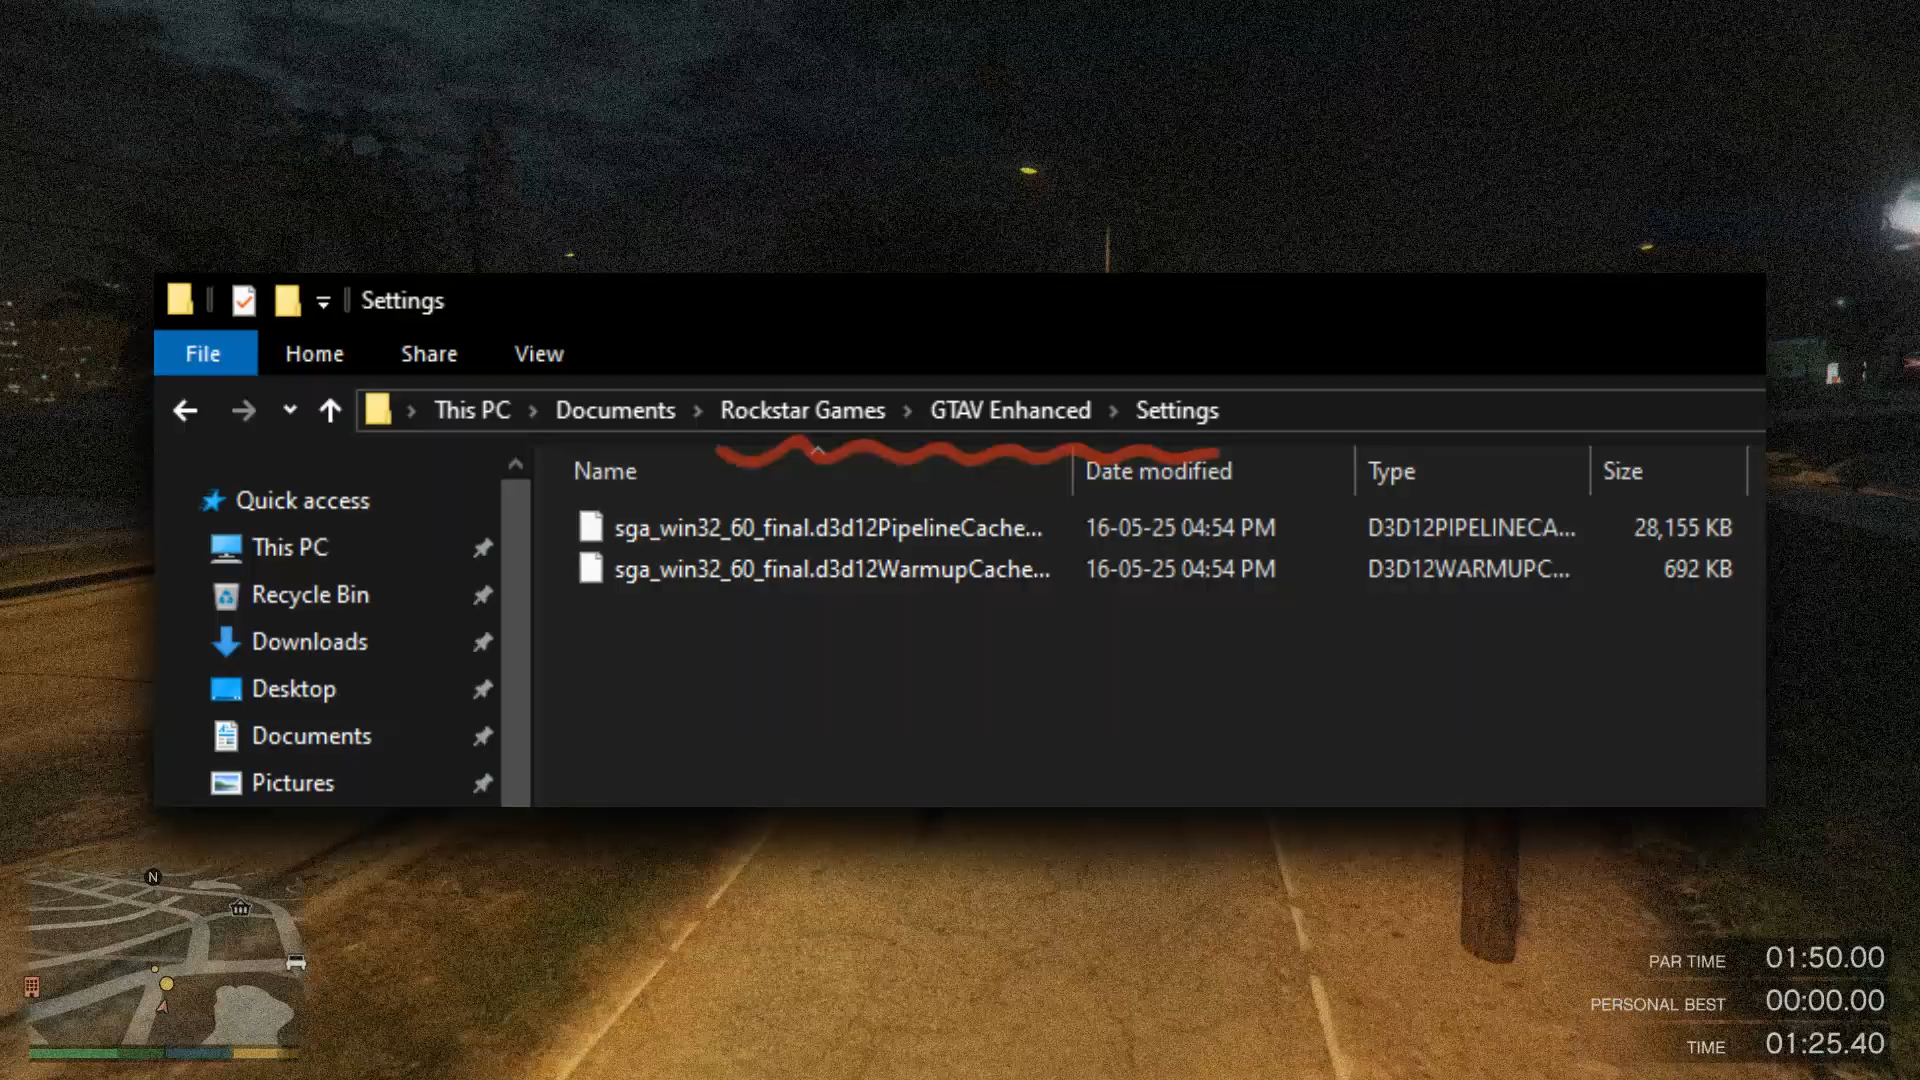 Settings
File Home Share View
This PC Documents Rockstar Games GTAV Enhanced Settings
Name Date modified Type Size
Quick access
This PC
Recycle Bin
Downloads
Desktop
Documents
Pictures
sga_win32_60_final.d3d12PipelineCache... 16-05-25 04:54 PM D3D12PIPELINECA... 28,155 KB
sga_win32_60_final.d3d12WarmupCache... 16-05-25 04:54 PM D3D12WARMUPC... 692 KB
N
PAR TIME 01:50.00
PERSONAL BEST 00:00.00
TIME 01:25.40